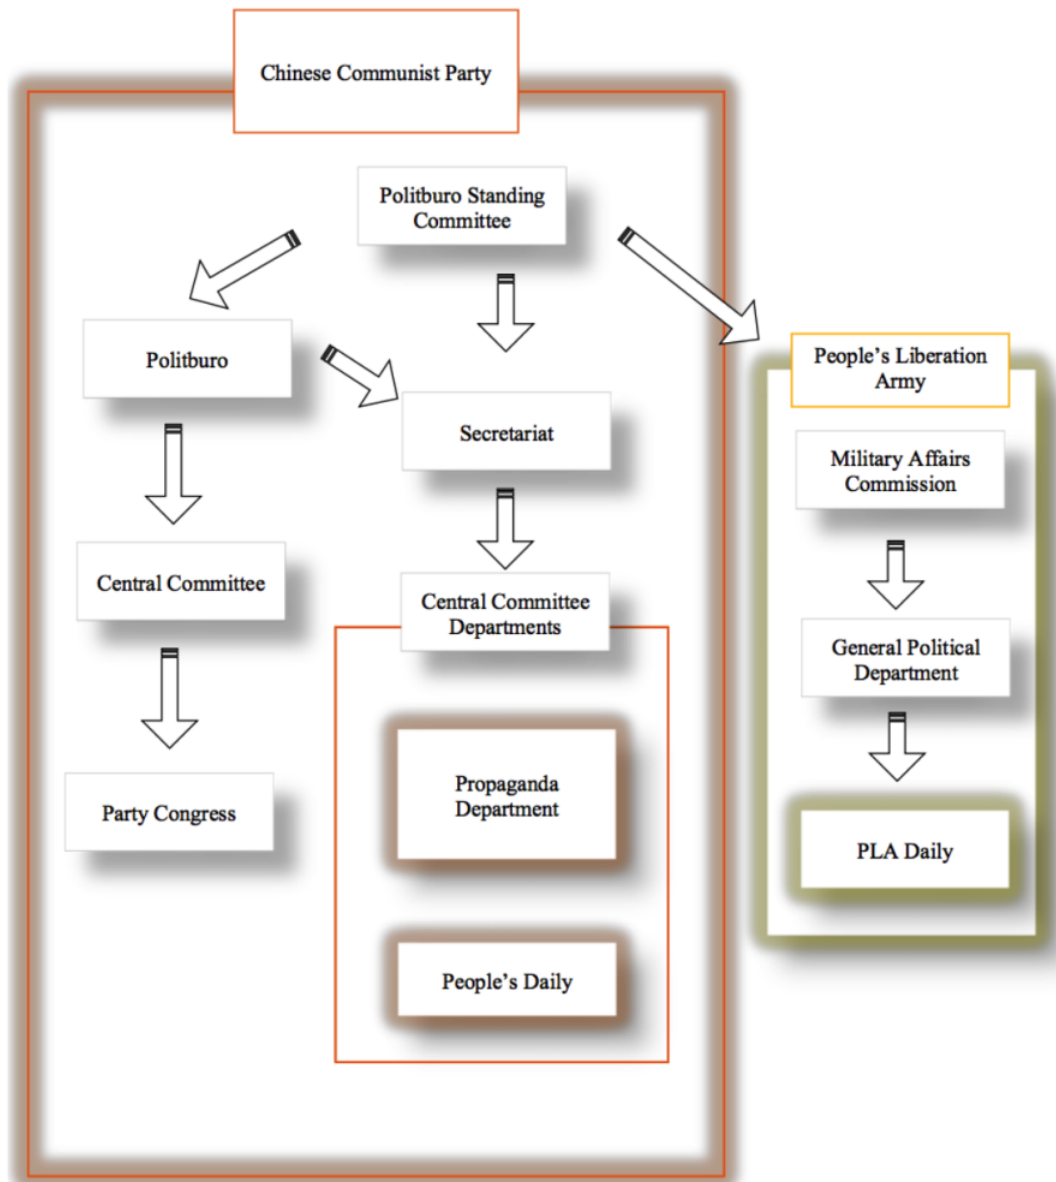 Chinese Communist Party
Politburo Standing
Committee
Politburo
People’s Liberation
Army
Secretariat
Military Affairs
Commission
Central Committee
Central Committee
Departments
General Political
Department
Propaganda
Department
Party Congress
PLA Daily
People’s Daily